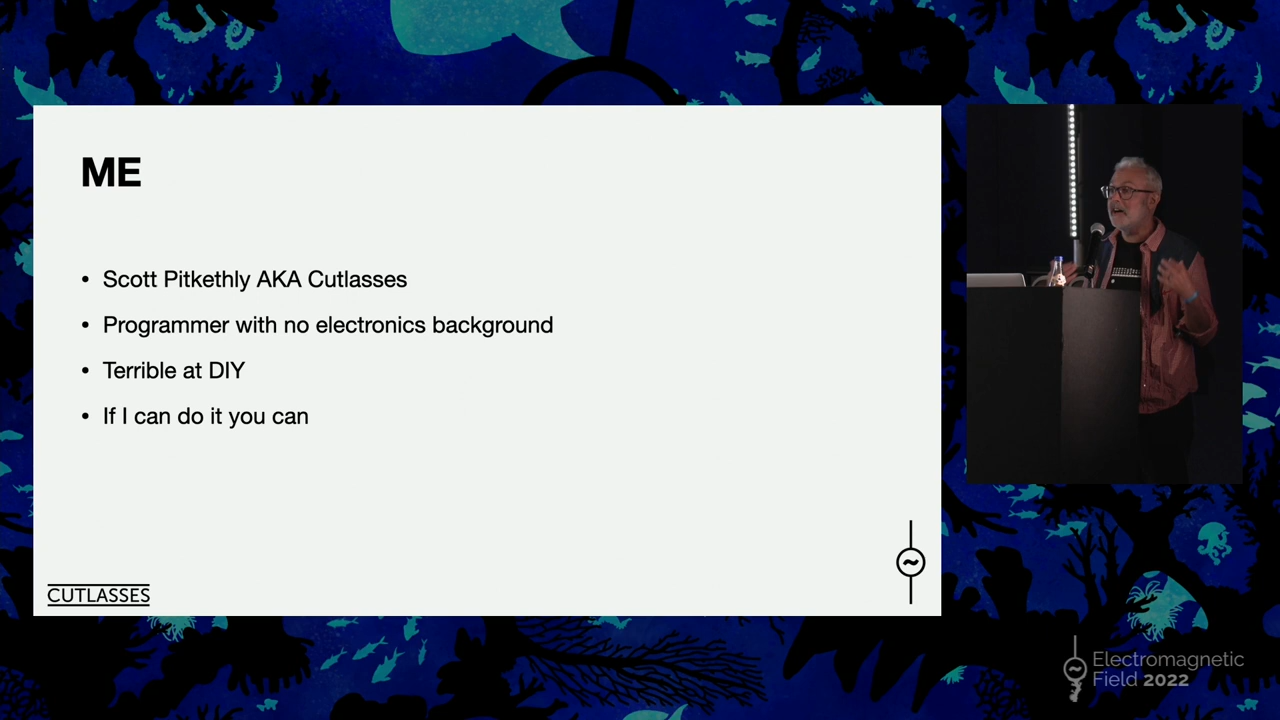 ME
• Scott Pitkethly AKA Cutlasses
• Programmer with no electronics background
• Terrible at DIY
• If I can do it you can
CUTLASSES
Electromagnetic
Field 2022